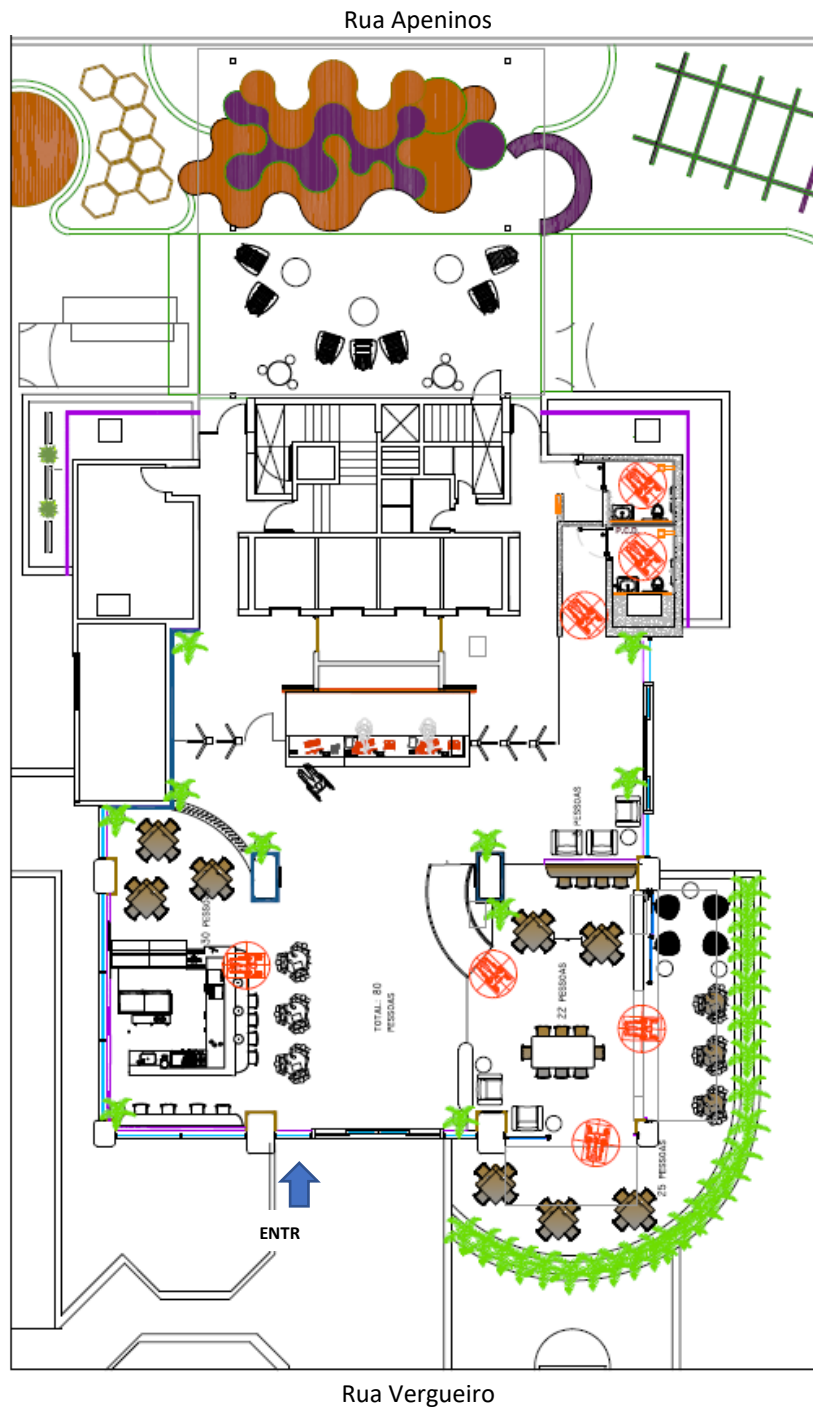 Rua Apeninos
P.C.D.
PESSOAS
30 PESSOAS
TOTAL: 80
PESSOAS
22 PESSOAS
25 PESSOAS
ENTR
Rua Vergueiro